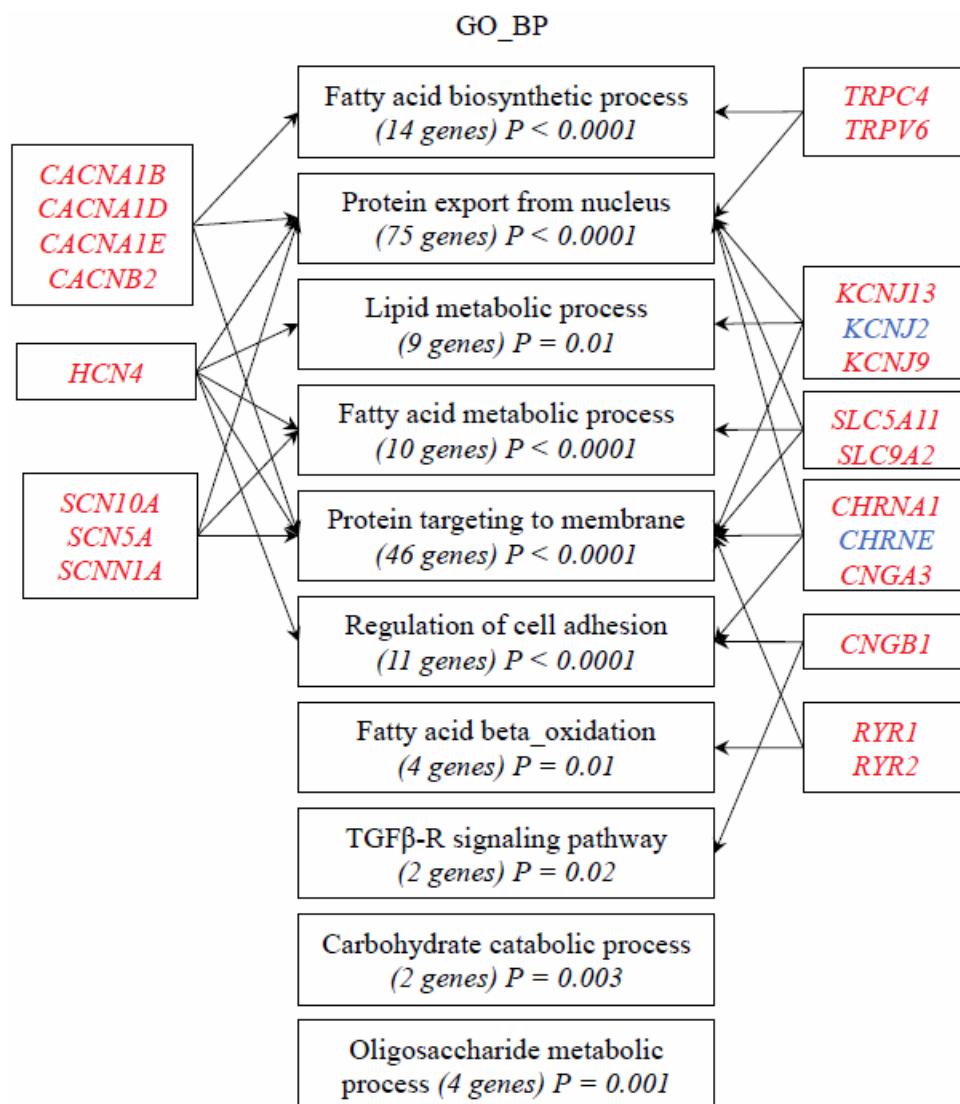 GO_BP
Fatty acid biosynthetic process
(14 genes) P < 0.0001
Protein export from nucleus
(75 genes) P < 0.0001
Lipid metabolic process
(9 genes) P = 0.01
Fatty acid metabolic process
(10 genes) P < 0.0001
Protein targeting to membrane
(46 genes) P < 0.0001
Regulation of cell adhesion
(11 genes) P < 0.0001
Fatty acid beta_oxidation
(4 genes) P = 0.01
TGFβ-R signaling pathway
(2 genes) P = 0.02
Carbohydrate catabolic process
(2 genes) P = 0.003
Oligosaccharide metabolic
process (4 genes) P = 0.001
CACNA1B
CACNA1D
CACNA1E
CACNB2
HCN4
SCN10A
SCN5A
SCNN1A
TRPC4
TRPV6
KCNJ13
KCNJ2
KCNJ9
SLC5A11
SLC9A2
CHRNA1
CHRNE
CNGA3
CNGB1
RYR1
RYR2